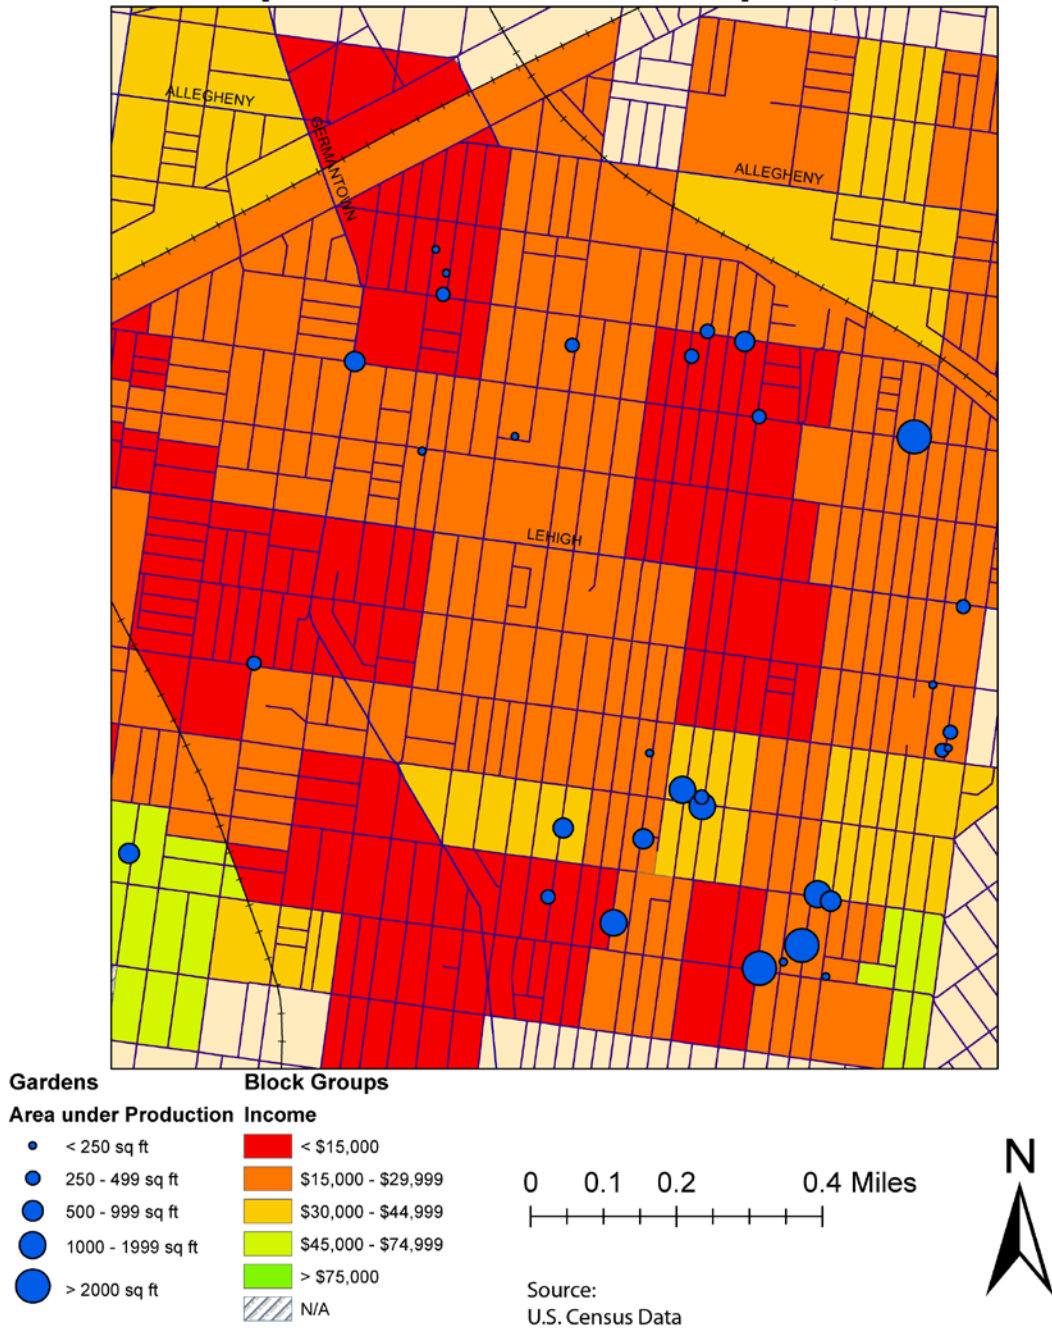 ALLEGHENY
GERMANTOWN
ALLEGHENY
LEHIGH
Gardens
Area under Production
< 250 sq ft
250 - 499 sq ft
500 - 999 sq ft
1000 - 1999 sq ft
> 2000 sq ft
Block Groups
Income
< $15,000
$15,000 - $29,999
$30,000 - $44,999
$45,000 - $74,999
> $75,000
N/A
0 0.1 0.2 0.4 Miles
Source:
U.S. Census Data
N